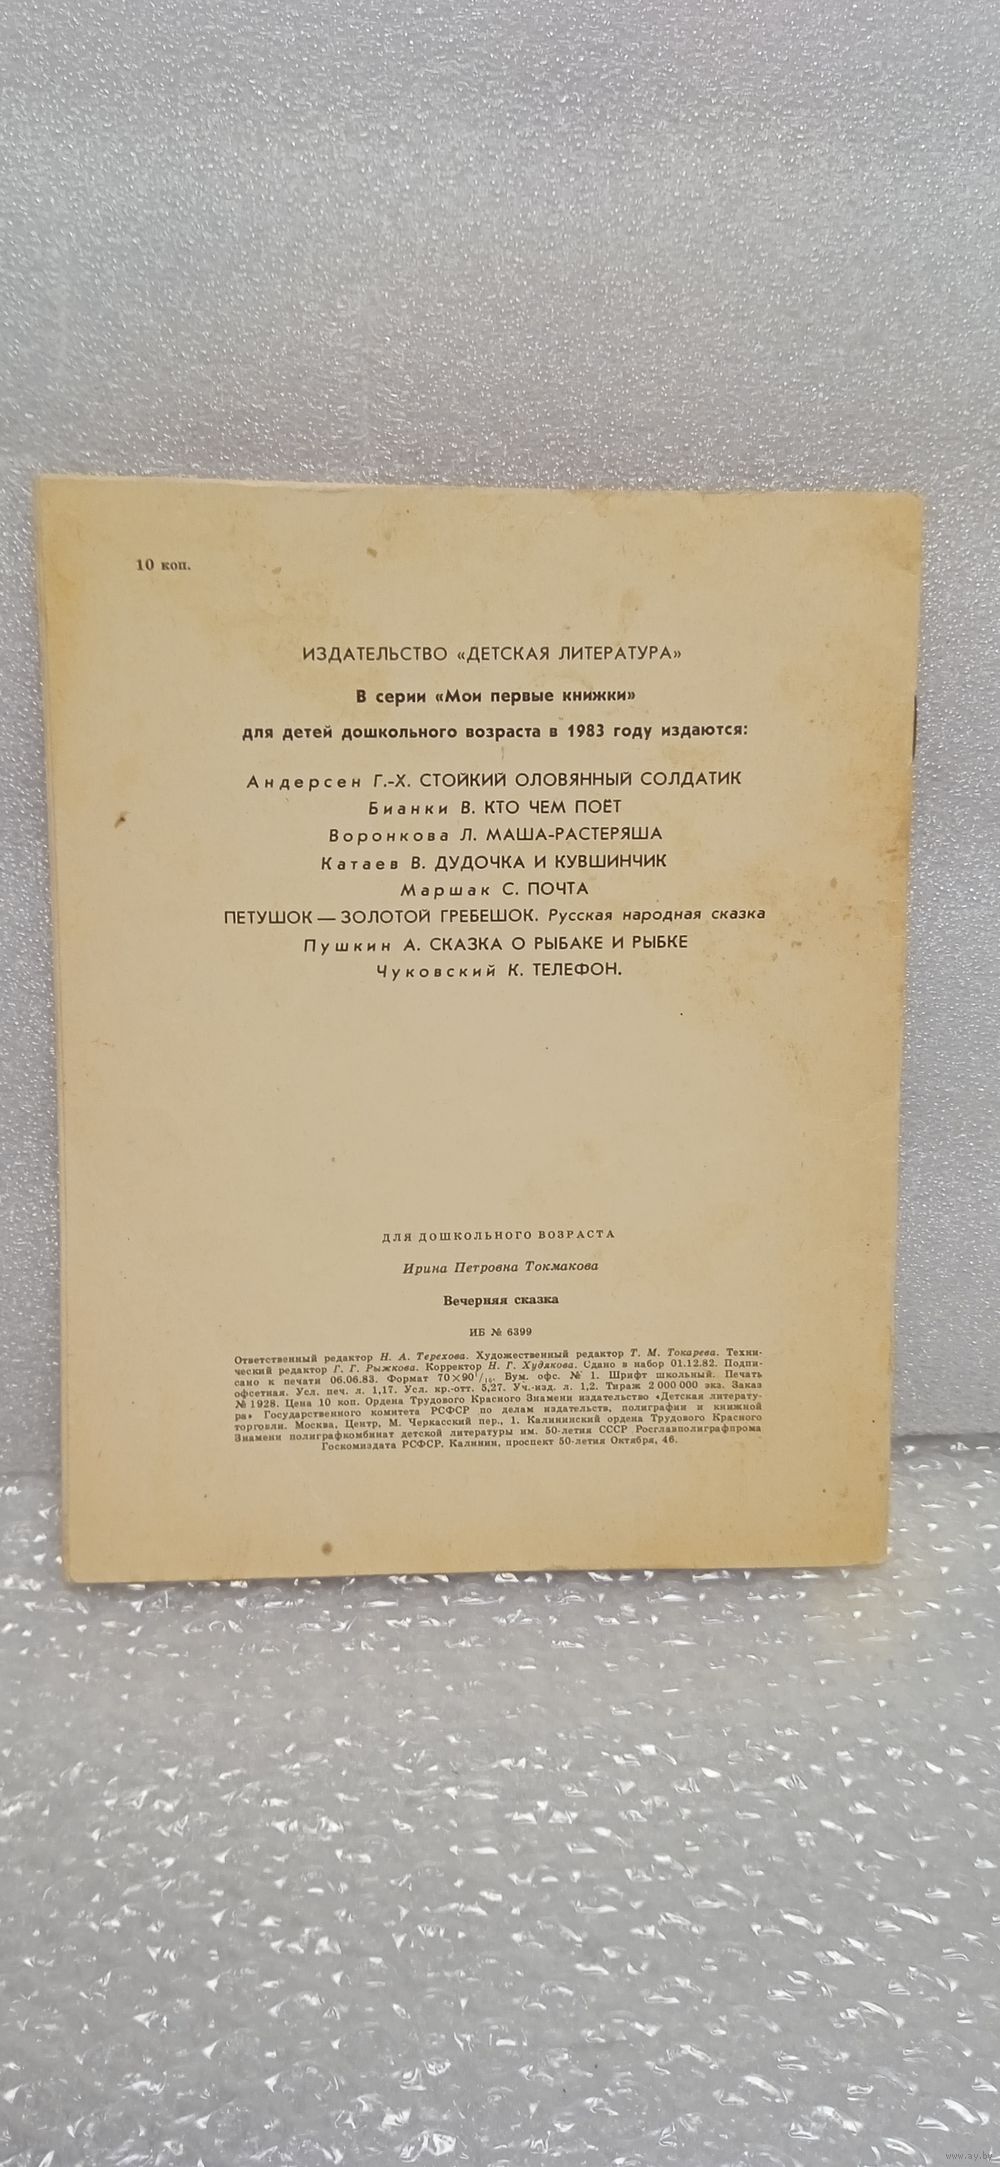 10 коп.
ИЗДАТЕЛЬСТВО «ДЕТСКАЯ ЛИТЕРАТУРА»
В серии «Мои первые книжки»
для детей дошкольного возраста в 1983 году издаются:
Андерсен Г.-Х. СТОЙКИЙ ОЛОВЯННЫЙ СОЛДАТИК
Бианки В. КТО ЧЕМ ПОЁТ
Воронкова Л. МАША-РАСТЕРЯША
Катаев В. ДУДОЧКА И КУВШИНЧИК
Маршак С. ПОЧТА
ПЕТУШОК — ЗОЛОТОЙ ГРЕБЕШОК. Русская народная сказка
Пушкин А. СКАЗКА О РЫБАКЕ И РЫБКЕ
Чуковский К. ТЕЛЕФОН.
ДЛЯ ДОШКОЛЬНОГО ВОЗРАСТА
Ирина Петровна Токмакова
Вечерняя сказка
ИБ № 6399
Ответственный редактор Н. А. Терехова. Художественный редактор Т. М. Токарева. Техни-
ческий редактор Г. Г. Рыжкова. Корректор Н. Г. Худякова. Сдано в набор 01.12.82. Подпи-
сано к печати 06.06.83. Формат 70×90 1/16. Бум. офс. № 1. Шрифт школьный. Печать
офсетная. Усл. печ. л. 1,17. Усл. кр.-отт. 5,27. Уч.-изд. л. 1,2. Тираж 2 000 000 экз. Заказ
№ 1928. Цена 10 коп. Ордена Трудового Красного Знамени издательство «Детская литерату-
ра» Государственного комитета РСФСР по делам издательств, полиграфии и книжной
торговли. Москва, Центр, М. Черкасский пер., 1. Калининский ордена Трудового Красного
Знамени полиграфкомбинат детской литературы им. 50-летия СССР Росглавполиграфпрома
Госкомиздата РСФСР. Калинин, проспект 50-летия Октября, 46.
www.ay.by